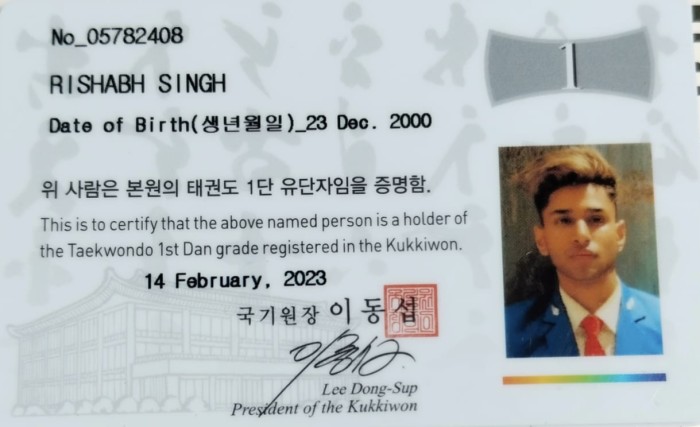 No_05782408
1
RISHABH SINGH
Date of Birth(생년월일)_23 Dec. 2000
위 사람은 본원의 태권도 1단 유단자임을 증명함.
This is to certify that the above named person is a holder of
the Taekwondo 1st Dan grade registered in the Kukkiwon.
14 February, 2023
국기원장 이동섭
Lee Dong-Sup
President of the Kukkiwon